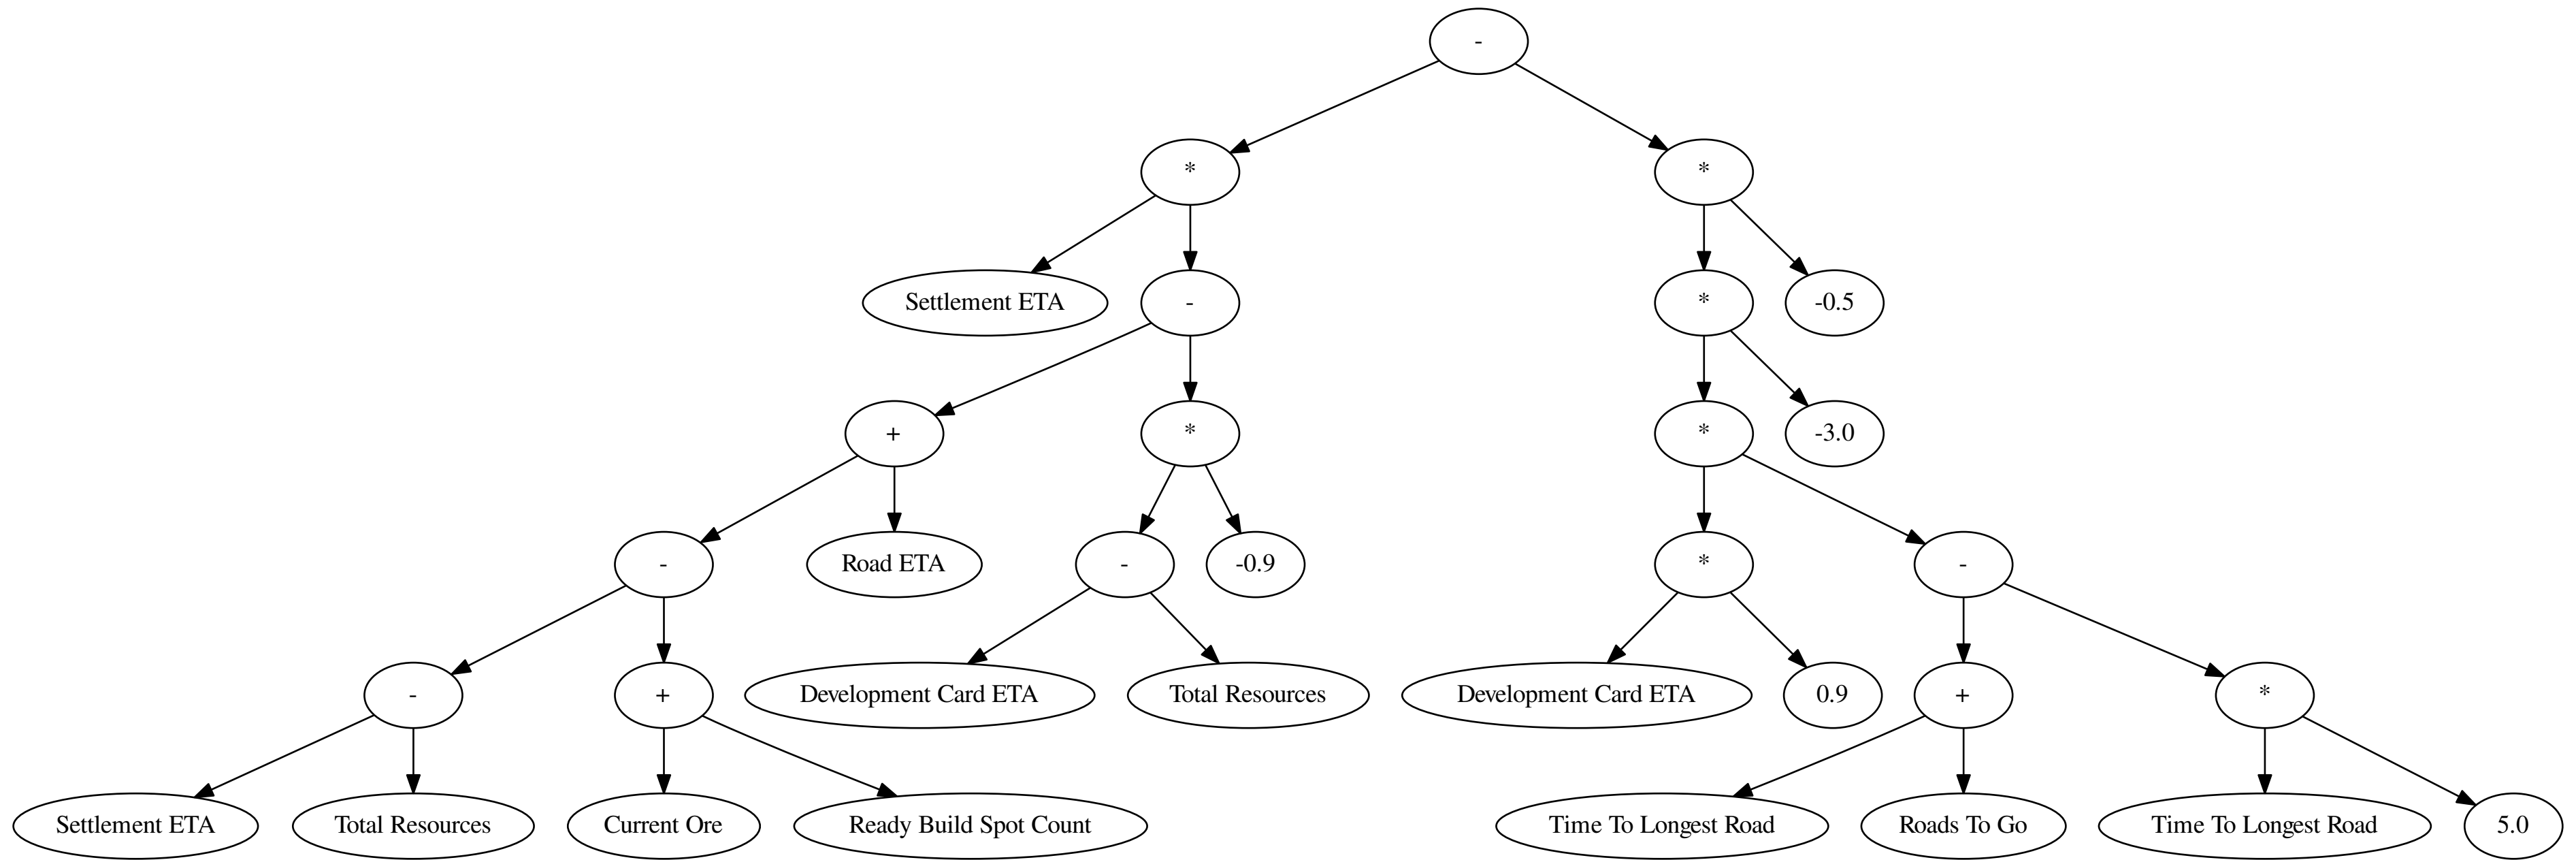 -
*
*
Settlement ETA
-
*
-0.5
+
*
*
-3.0
-
Road ETA
-
-0.9
*
-
-
+
Development Card ETA
Total Resources
Development Card ETA
0.9
+
*
Settlement ETA
Total Resources
Current Ore
Ready Build Spot Count
Time To Longest Road
Roads To Go
Time To Longest Road
5.0